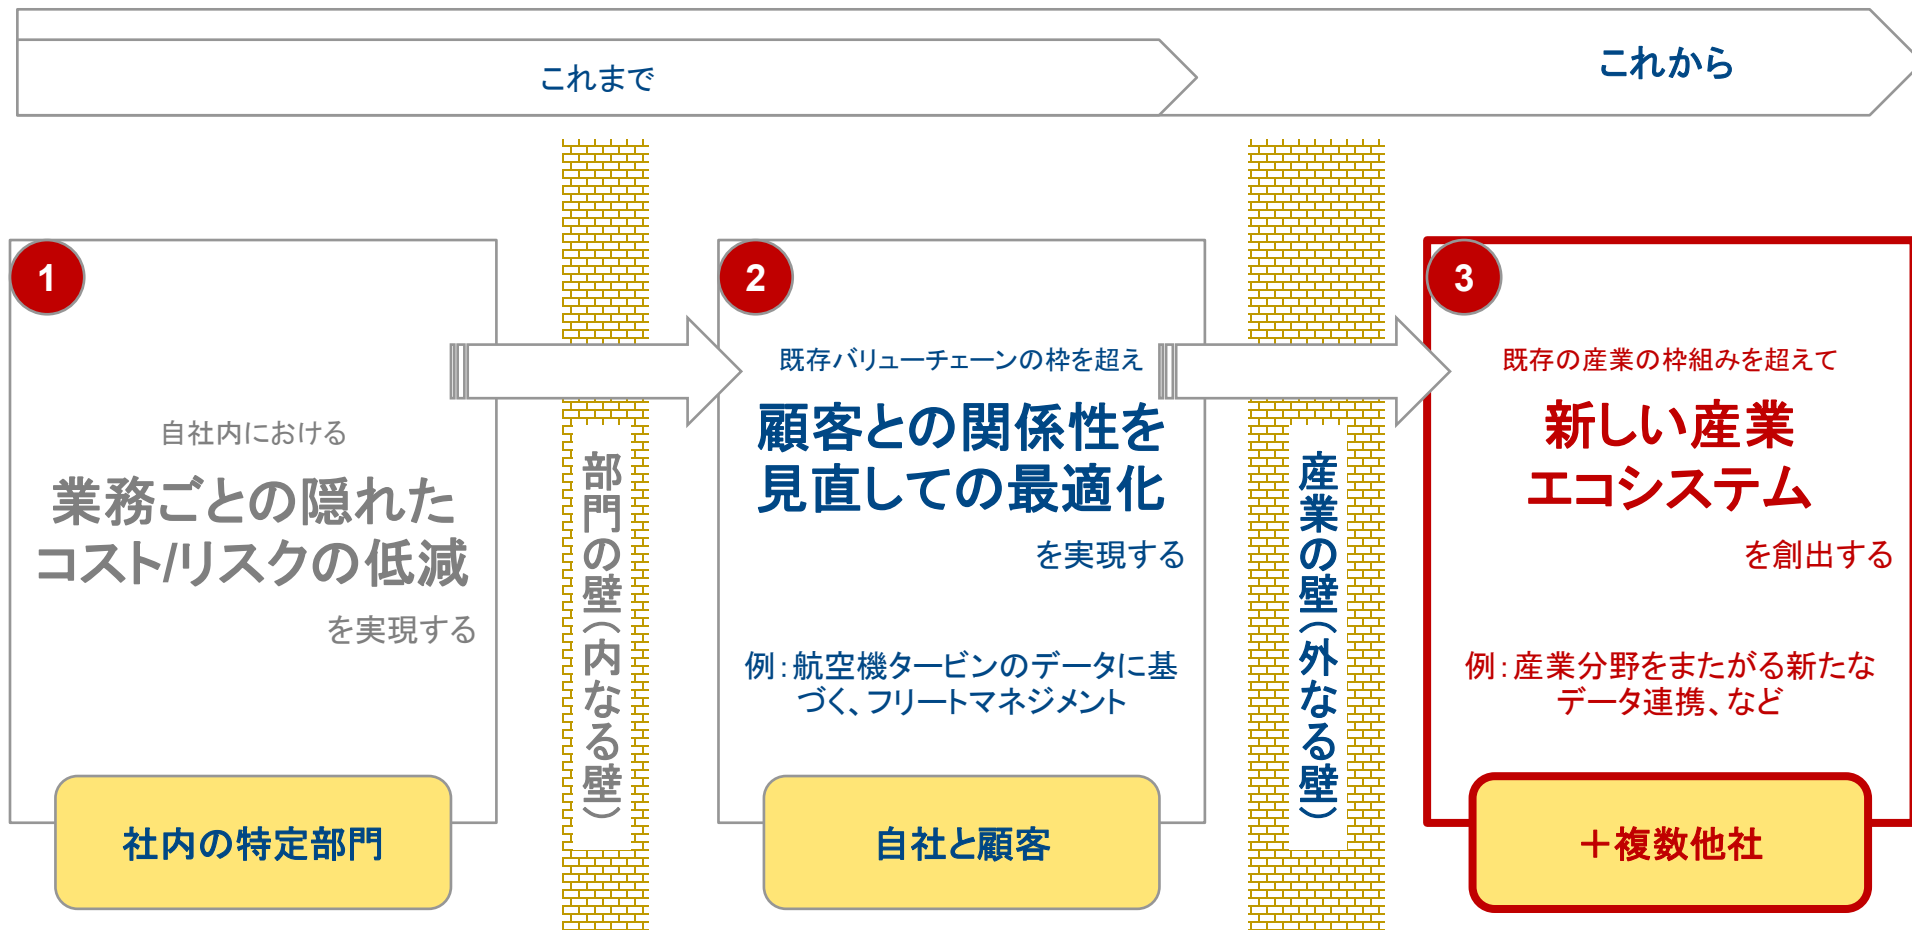 これまで
これから
1
自社内における
業務ごとの隠れた
コスト/リスクの低減
を実現する
社内の特定部門
部門の壁（内なる壁）
2
既存バリューチェーンの枠を超え
顧客との関係性を
見直しての最適化
を実現する
例：航空機タービンのデータに基
づく、フリートマネジメント
自社と顧客
産業の壁（外なる壁）
3
既存の産業の枠組みを超えて
新しい産業
エコシステム
を創出する
例：産業分野をまたがる新たな
データ連携、など
＋複数他社